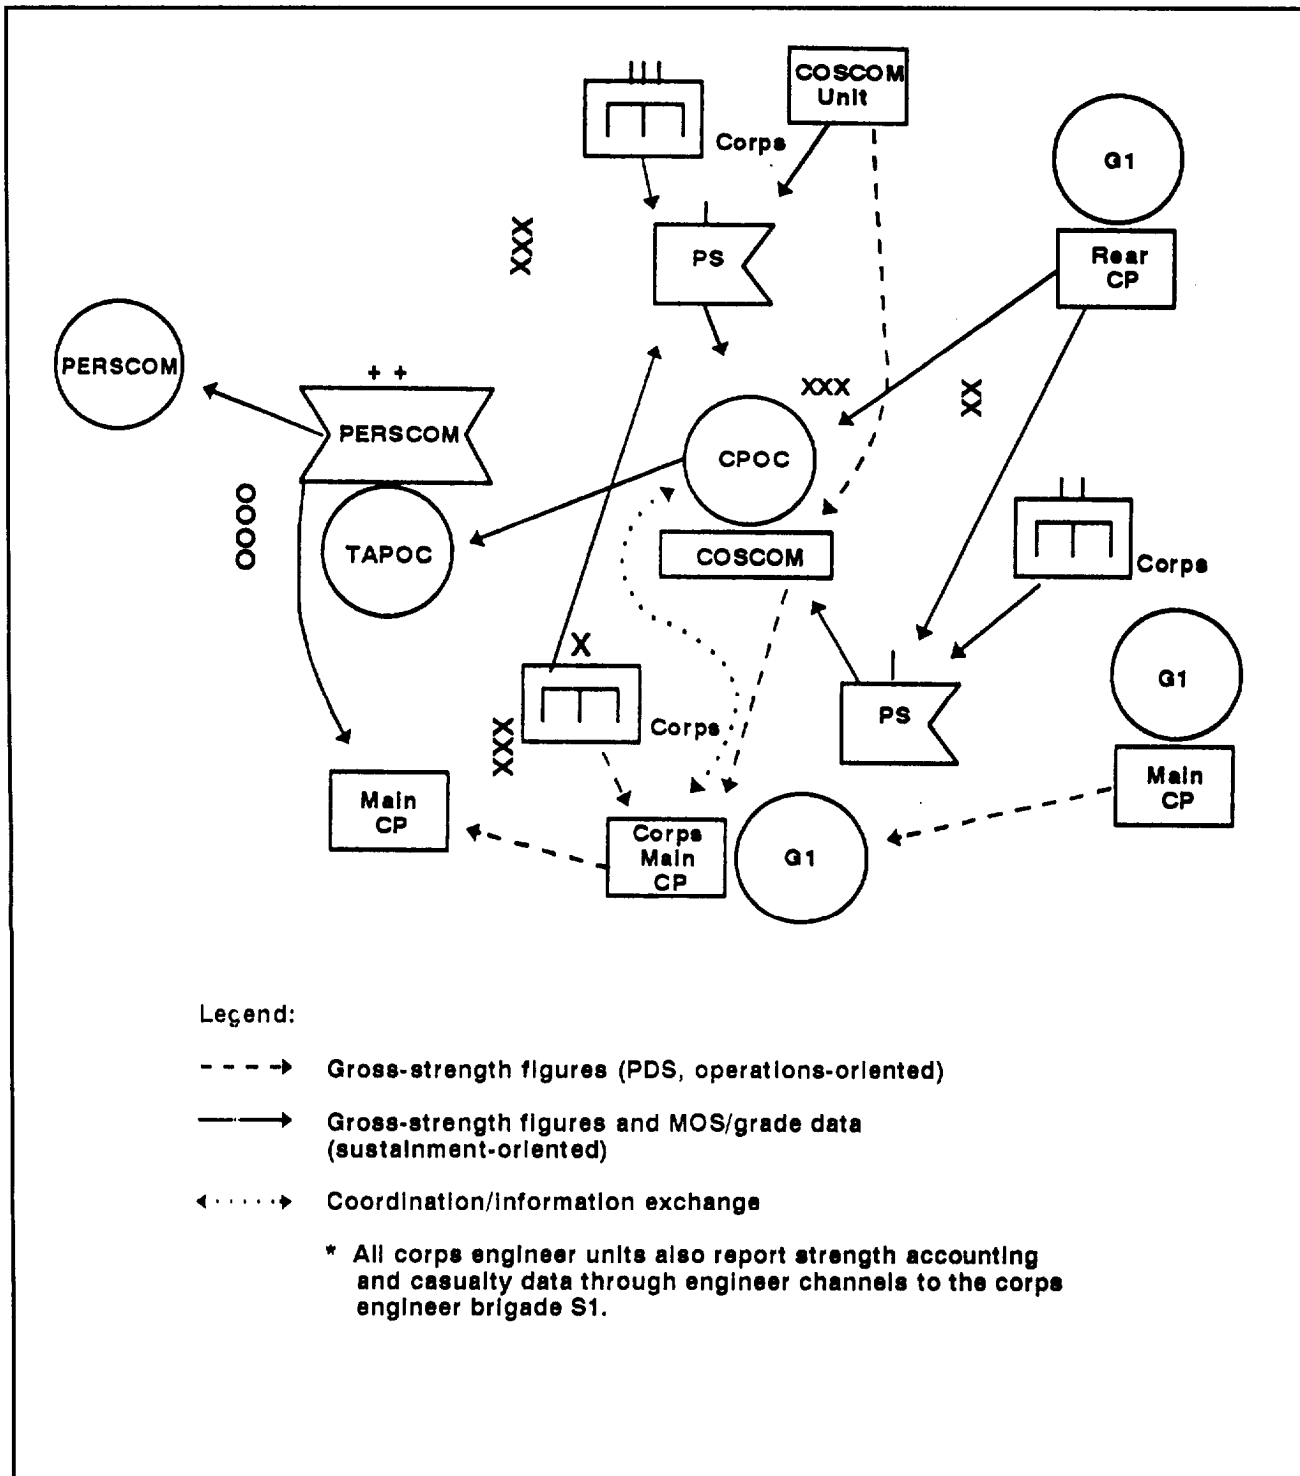 COSCOM
Unit
Corps
G1
PS
Rear
CP
XXX
PERSCOM
+ +
PERSCOM
XXX
XX
CPOC
OOOO
TAPOC
COSCOM
Corps
X
G1
Corps
PS
XXX
Main
CP
Main
CP
Corps
Main
CP
G1
Legend:
Gross-strength figures (PDS, operations-oriented)
Gross-strength figures and MOS/grade data
(sustainment-oriented)
Coordination/information exchange
* All corps engineer units also report strength accounting
and casualty data through engineer channels to the corps
engineer brigade S1.